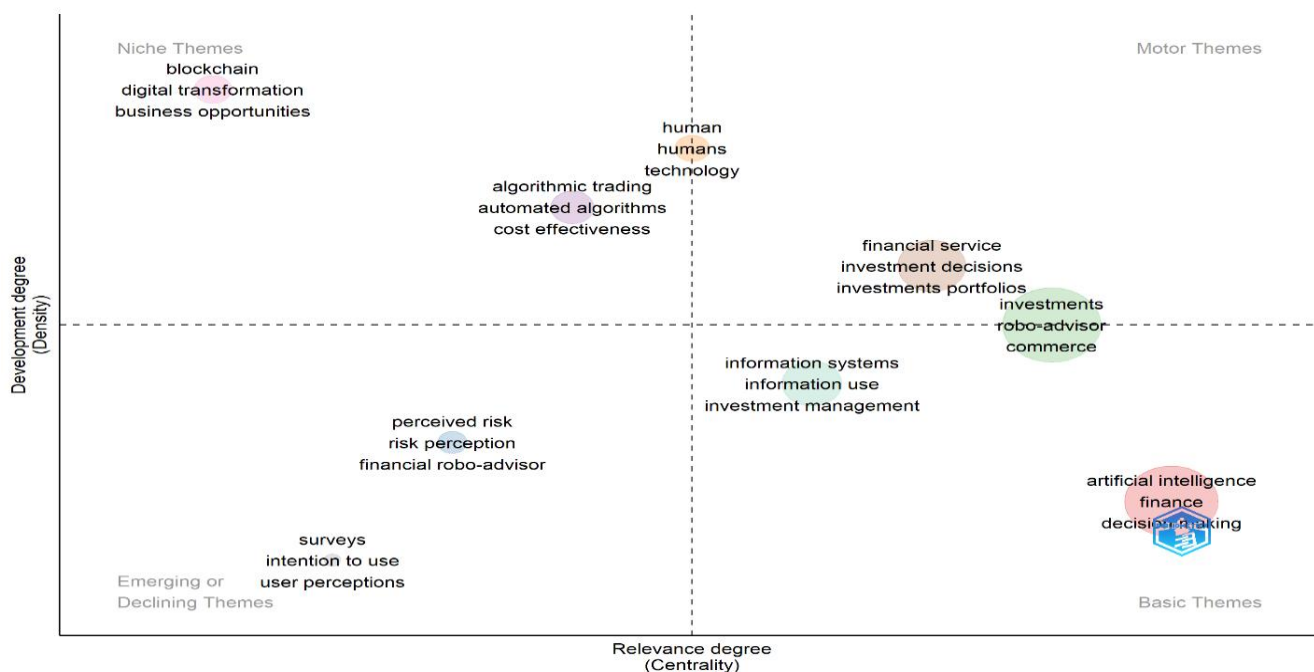 Niche Themes
blockchain
digital transformation
business opportunities
Motor Themes
human
humans
technology
algorithmic trading
automated algorithms
cost effectiveness
financial service
investment decisions
investments portfolios
investments
robo-advisor
commerce
information systems
information use
investment management
perceived risk
risk perception
financial robo-advisor
artificial intelligence
finance
decision making
surveys
intention to use
user perceptions
Emerging or
Declining Themes
Basic Themes
Development degree
(Density)
Relevance degree
(Centrality)